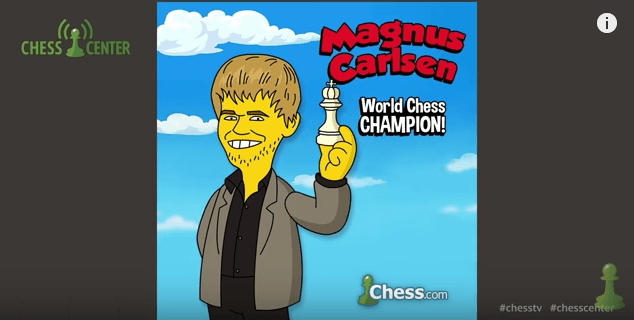 CHESS CENTER
Magnus
Carlsen
World Chess
CHAMPION!
Chess.com
#chesstv #chesscenter